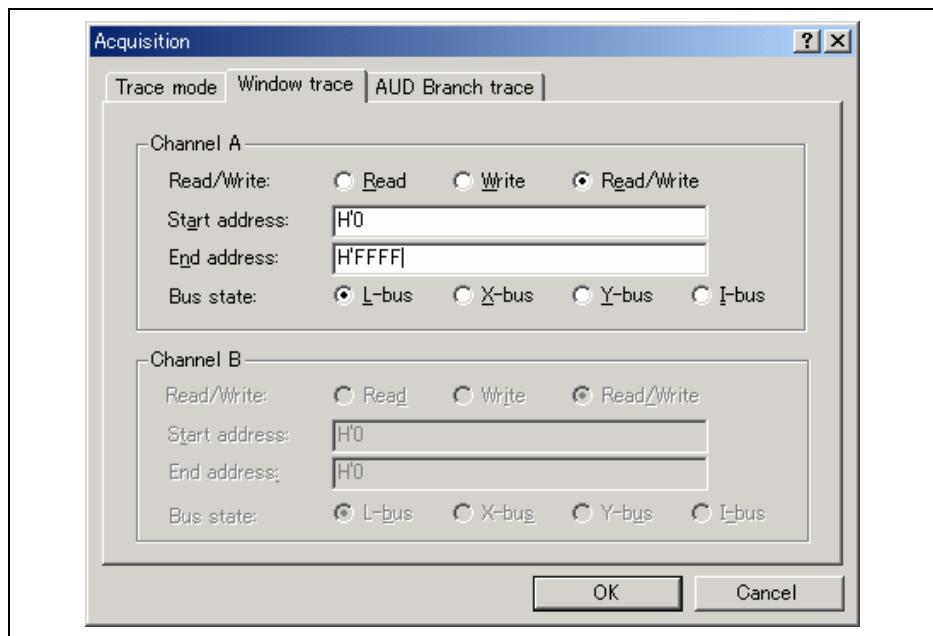 Acquisition
Trace mode Window trace AUD Branch trace
Channel A
Read/Write: Read Write Read/Write
Start address: H'0
End address: H'FFFF
Bus state: L-bus X-bus Y-bus I-bus
Channel B
Read/Write: Read Write Read/Write
Start address: H'0
End address: H'0
Bus state: L-bus X-bus Y-bus I-bus
OK Cancel